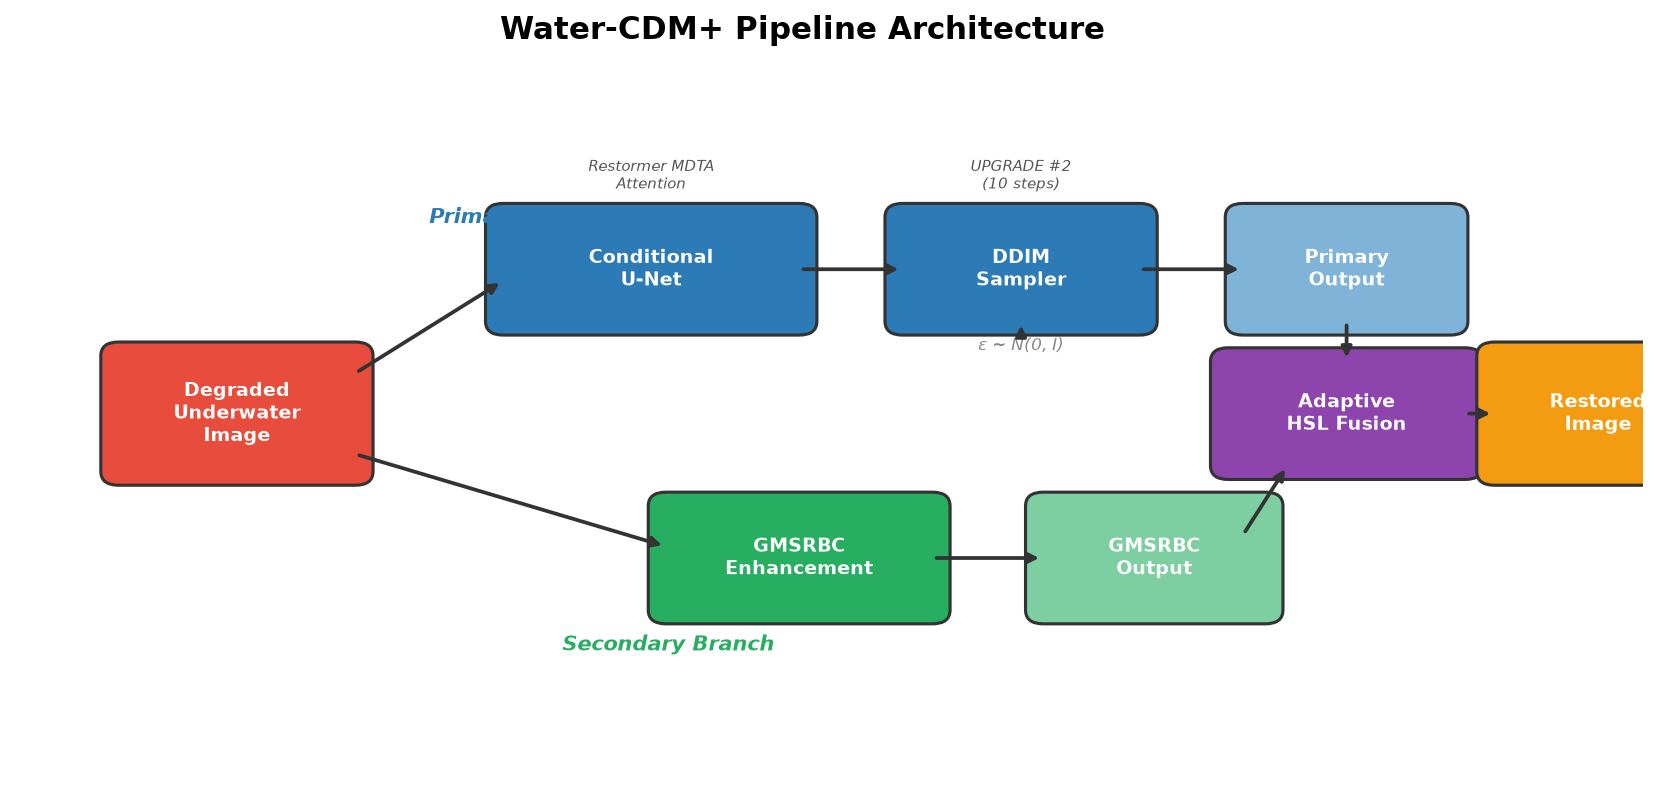 Water-CDM+ Pipeline Architecture
Restormer MDTA
Attention
UPGRADE #2
(10 steps)
Conditional
U-Net
DDIM
Sampler
Primary
Output
ε ~ N(0, I)
Degraded
Underwater
Image
Adaptive
HSL Fusion
Restored
Image
GMSRBC
Enhancement
GMSRBC
Output
Secondary Branch